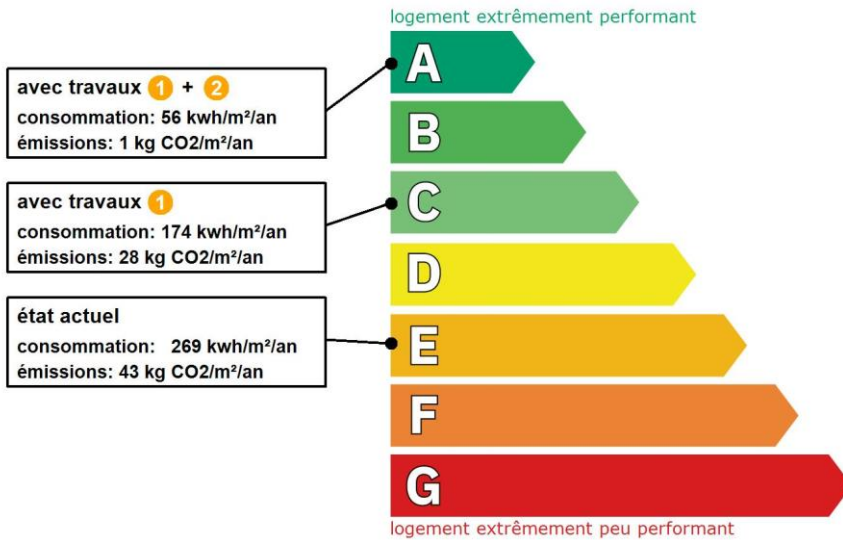 logement extrêmement performant
avec travaux 1 + 2
consommation: 56 kwh/m²/an
émissions: 1 kg CO2/m²/an
A
B
avec travaux 1
consommation: 174 kwh/m²/an
émissions: 28 kg CO2/m²/an
C
D
état actuel
consommation: 269 kwh/m²/an
émissions: 43 kg CO2/m²/an
E
F
G
logement extrêmement peu performant